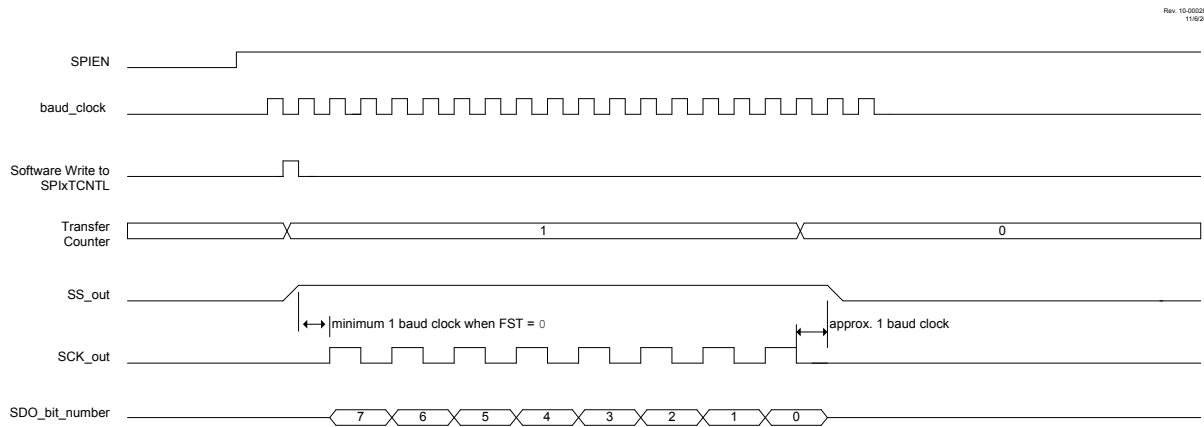 SPIEN
baud_clock
Software Write to
SPIxTCNTL
Transfer
Counter
1
0
SS_out
minimum 1 baud clock when FST = 0
approx. 1 baud clock
SCK_out
SDO_bit_number
7 6 5 4 3 2 1 0